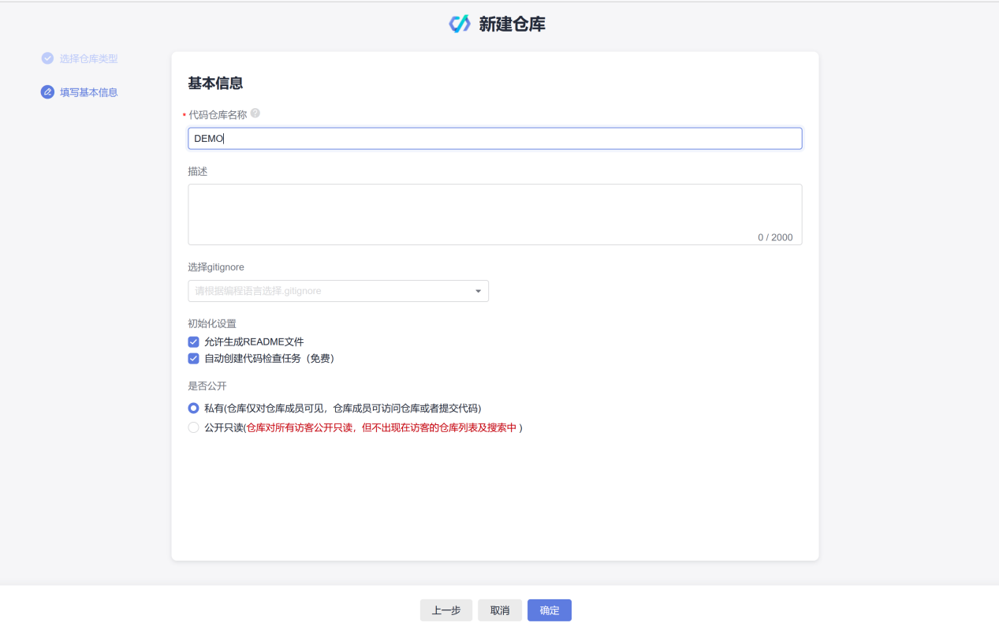 新建仓库
选择仓库类型
填写基本信息
基本信息
* 代码仓库名称 ?
DEMO
描述
0 / 2000
选择gitignore
请根据编程语言选择.gitignore
初始化设置
允许生成README文件
自动创建代码检查任务（免费）
是否公开
私有(仓库仅对仓库成员可见，仓库成员可访问仓库或者提交代码)
公开只读(仓库对所有访客公开只读，但不出现在访客的仓库列表及搜索中 )
上一步 取消 确定